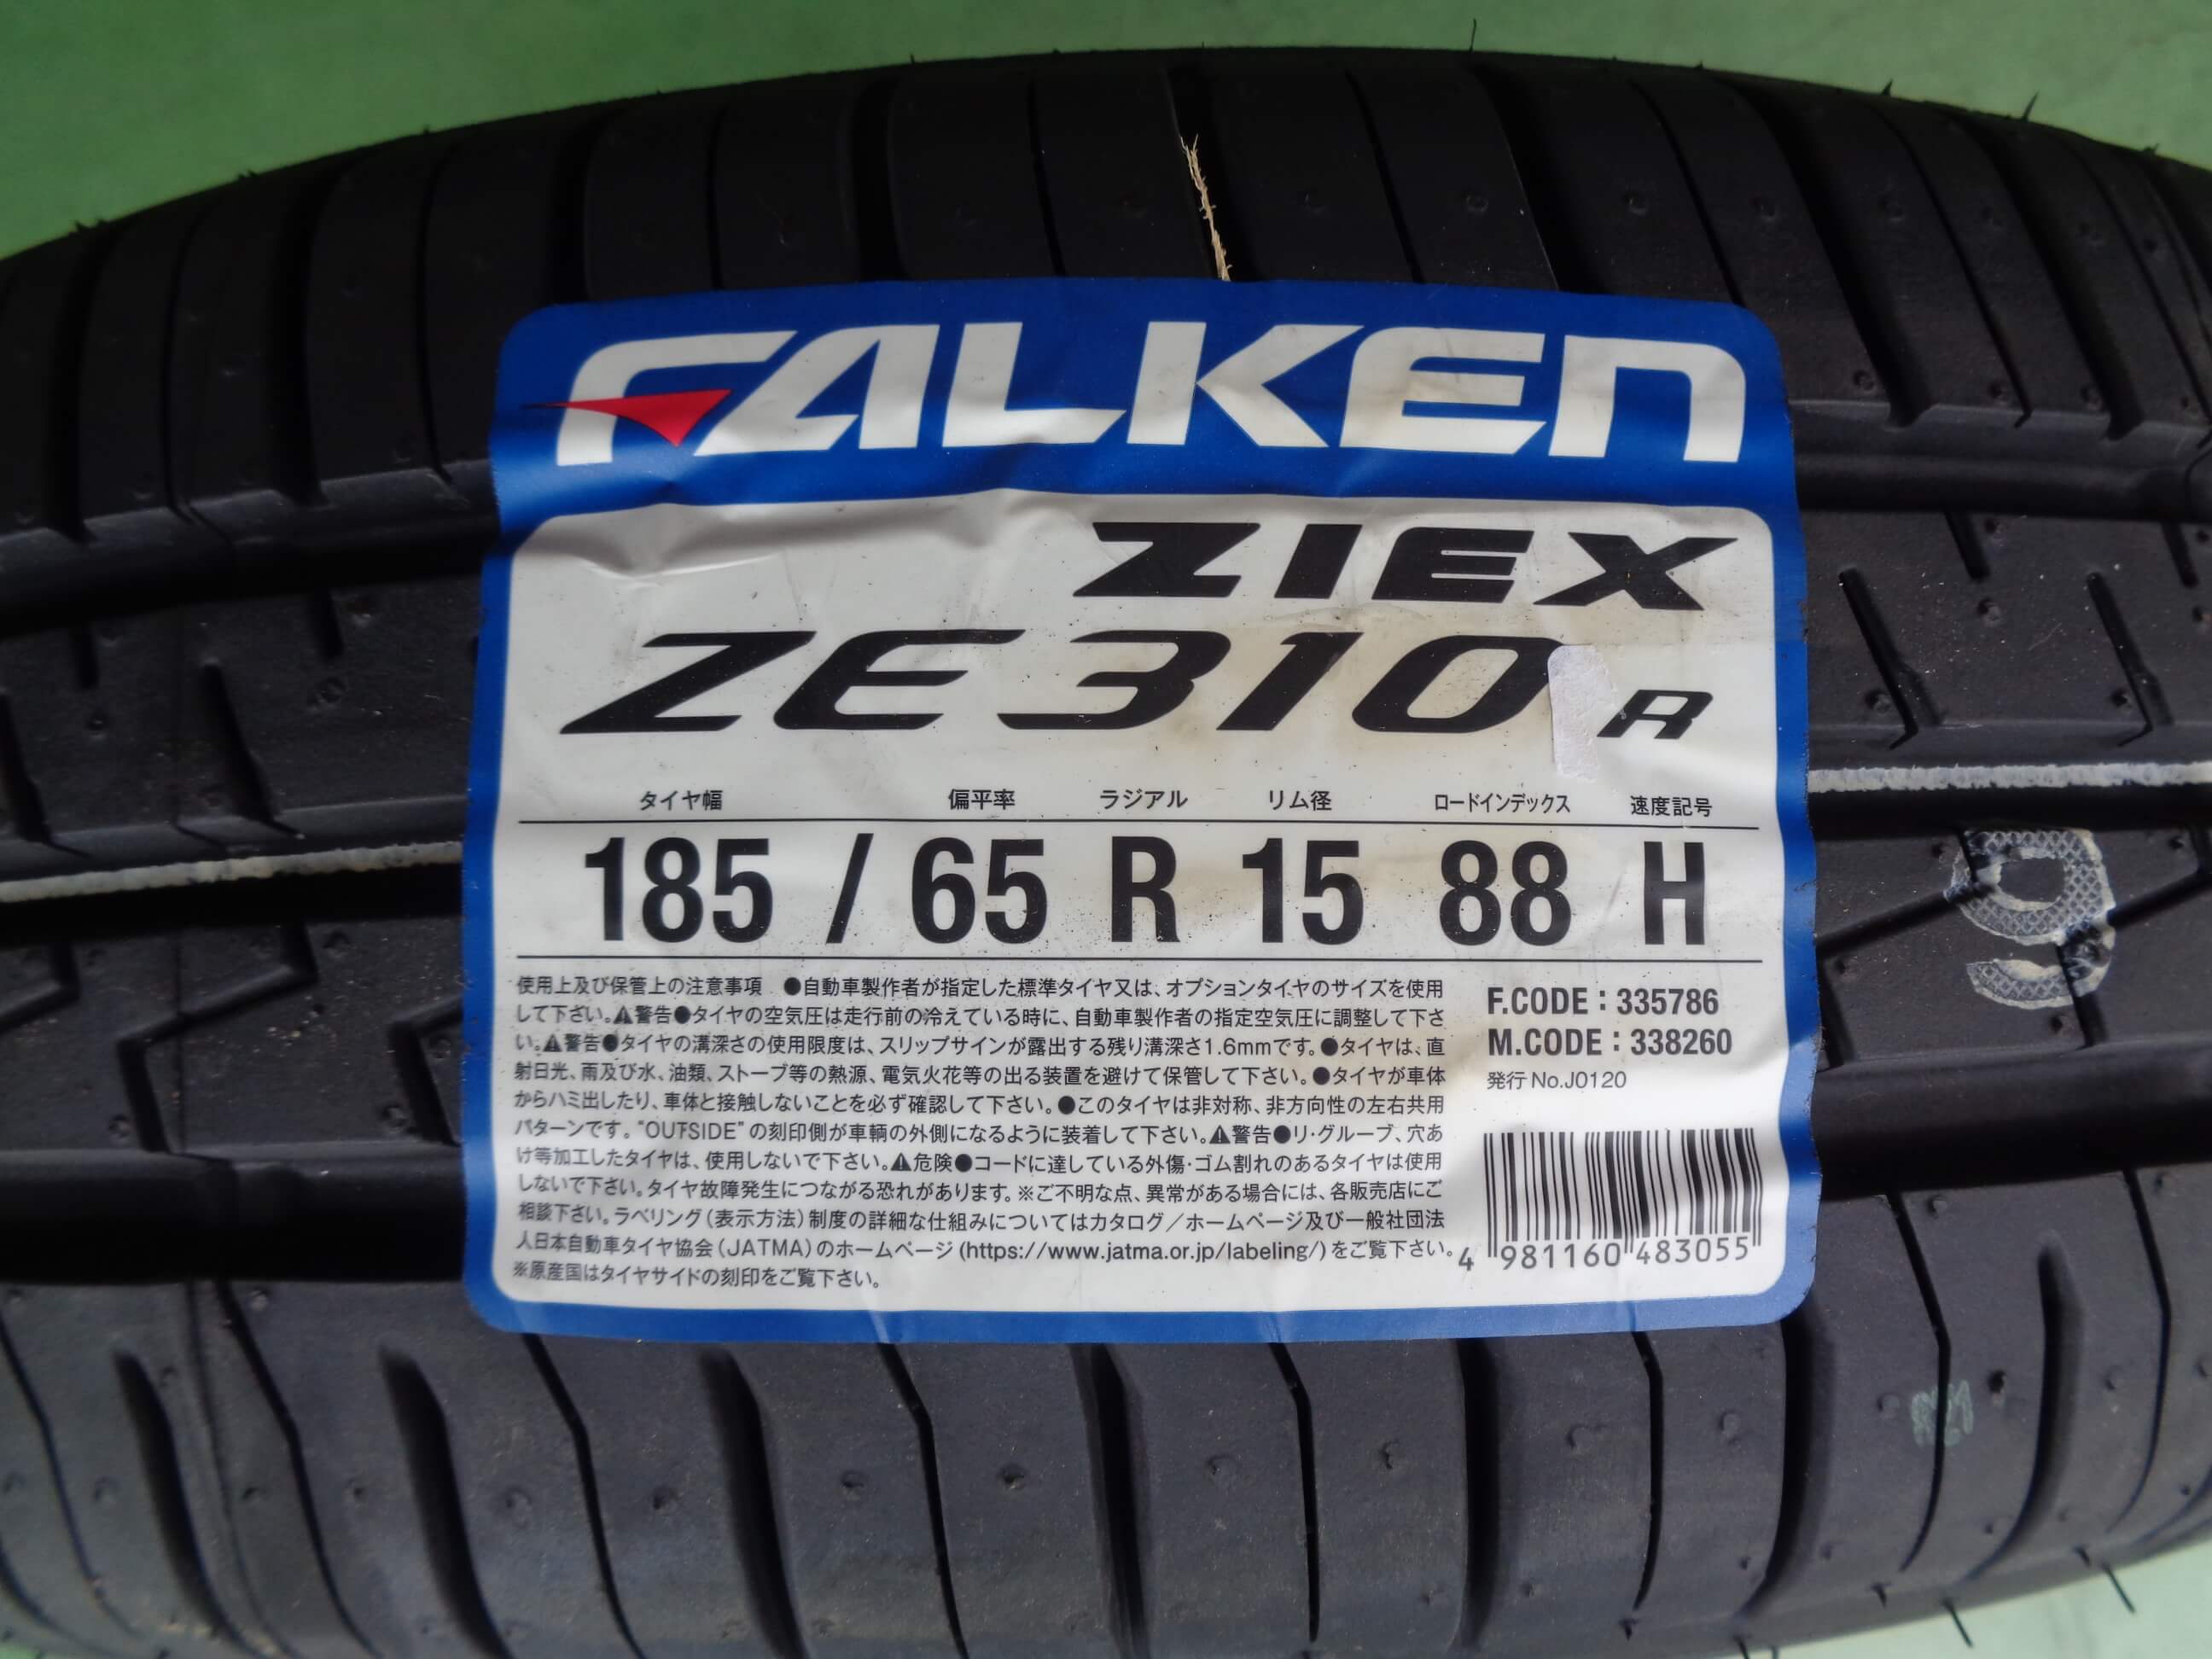 FALKEN
ZIEX
ZE310R
タイヤ幅 偏平率 ラジアル リム径 ロードインデックス 速度記号
185 / 65 R 15 88 H
使用上及び保管上の注意事項 ●自動車製作者が指定した標準タイヤ又は、オプションタイヤのサイズを使用
して下さい。⚠警告●タイヤの空気圧は走行前の冷えている時に、自動車製作者の指定空気圧に調整して下さ
い。⚠警告●タイヤの溝深さの使用限度は、スリップサインが露出する残り溝深さ1.6mmです。●タイヤは、直
射日光、雨及び水、油類、ストーブ等の熱源、電気火花等の出る装置を避けて保管して下さい。●タイヤが車体
からハミ出したり、車体と接触しないことを必ず確認して下さい。●このタイヤは非対称、非方向性の左右共用
パターンです。"OUTSIDE"の刻印側が車輌の外側になるように装着して下さい。⚠警告●リ・グルーブ、穴あ
け等加工したタイヤは、使用しないで下さい。⚠危険●コードに達している外傷・ゴム割れのあるタイヤは使用
しないで下さい。タイヤ故障発生につながる恐れがあります。※ご不明な点、異常がある場合には、各販売店にご
相談下さい。ラベリング(表示方法)制度の詳細な仕組みについてはカタログ/ホームページ及び一般社団法
人日本自動車タイヤ協会(JATMA)のホームページ(https://www.jatma.or.jp/labeling/)をご覧下さい。
※原産国はタイヤサイドの刻印をご覧下さい。
F.CODE：335786
M.CODE：338260
発行No.J0120
4 981160 483055
9